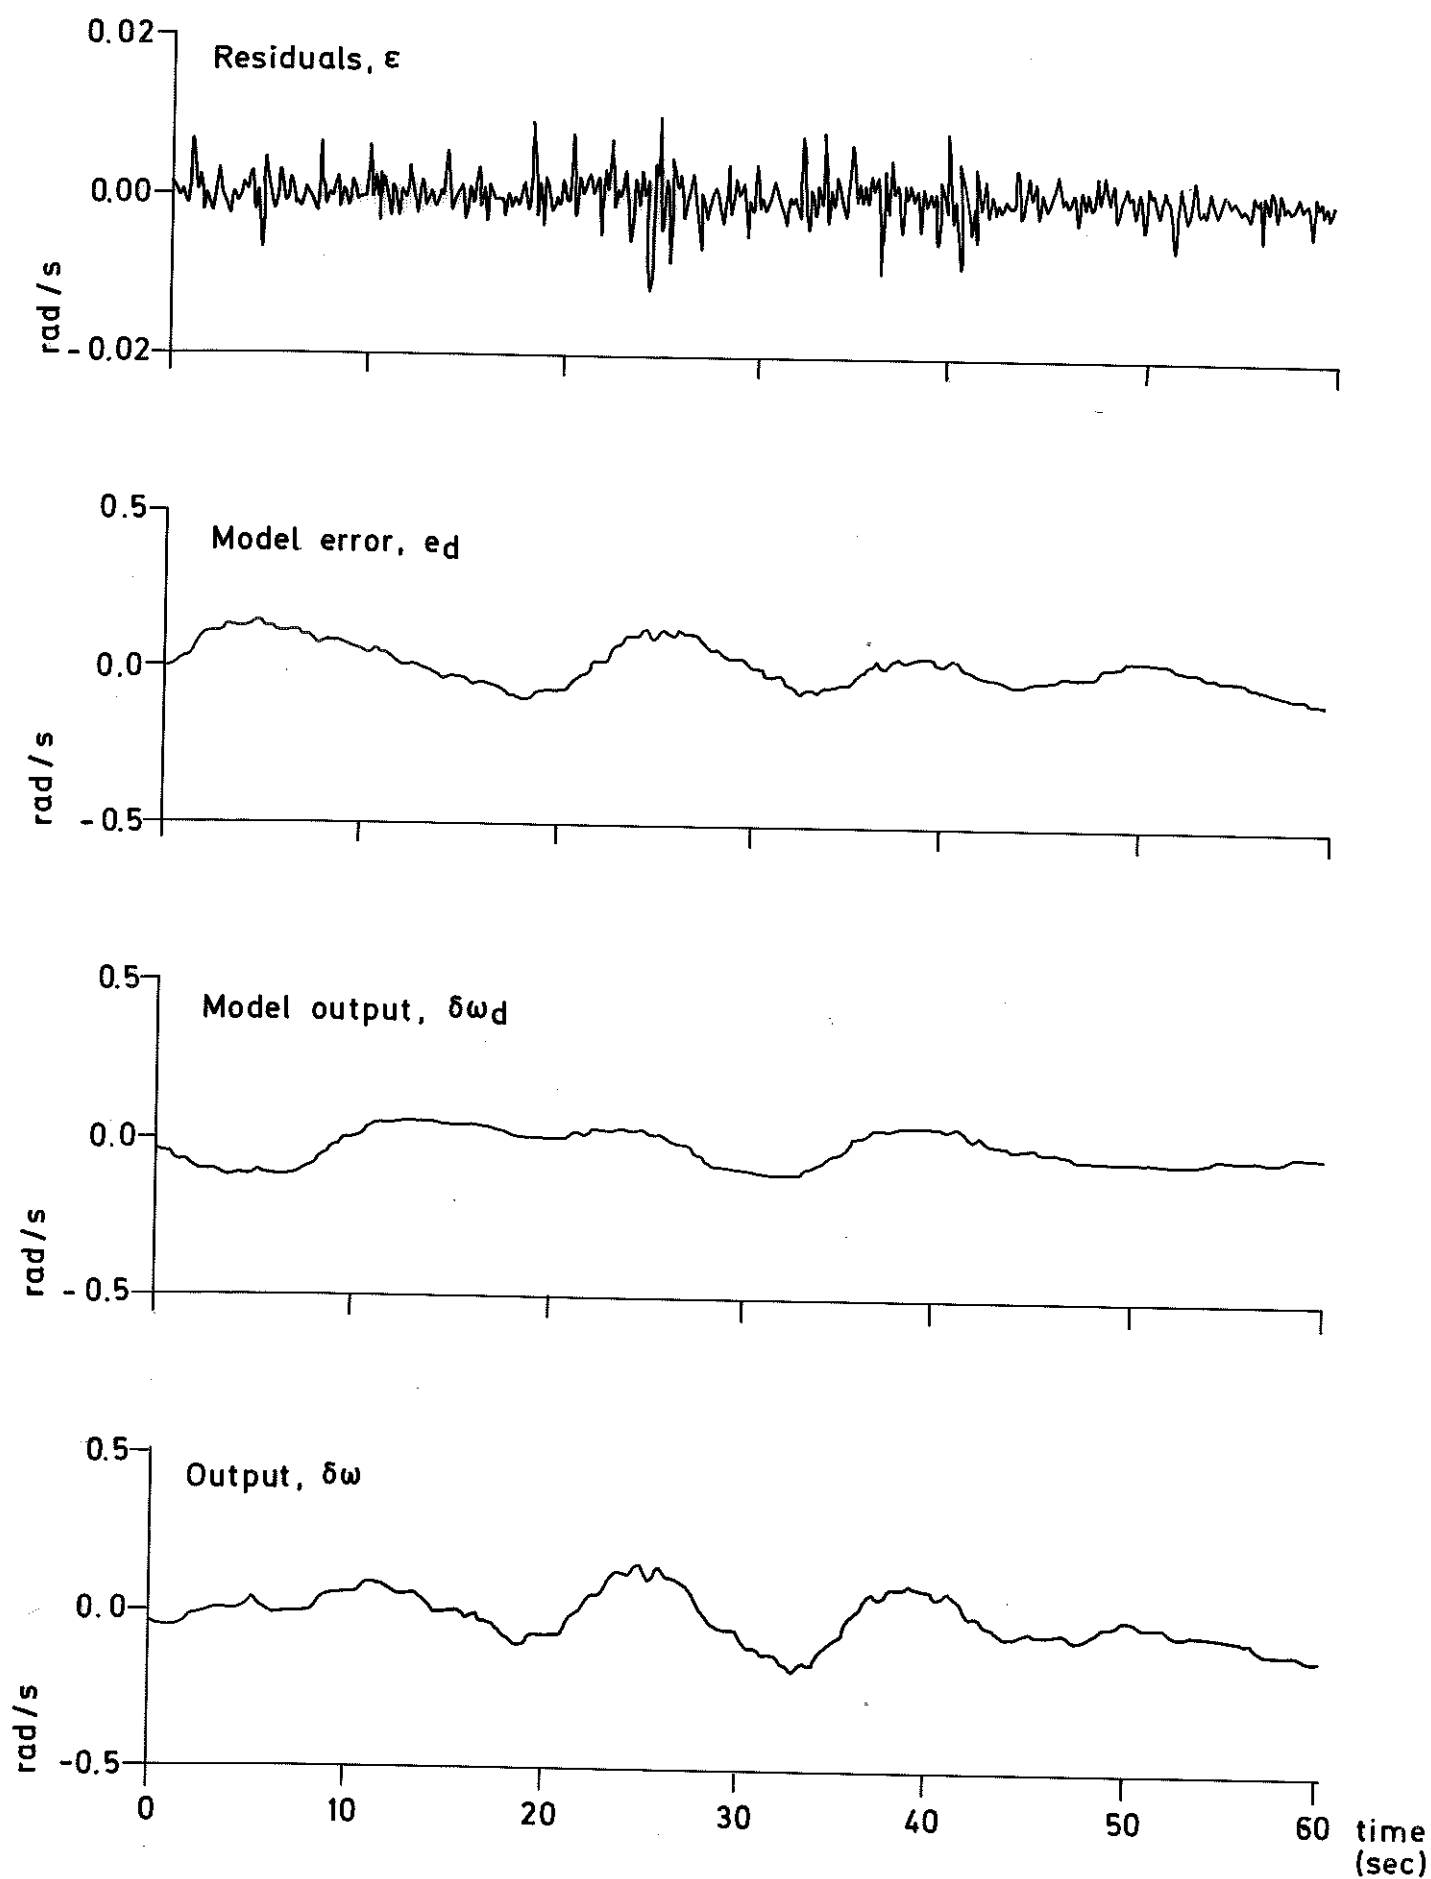 0.02
Residuals, ε
0.00
rad/s
-0.02
0.5
Model error, ed
0.0
rad/s
-0.5
0.5
Model output, δωd
0.0
rad/s
-0.5
0.5
Output, δω
0.0
rad/s
-0.5
0 10 20 30 40 50 60 time
(sec)